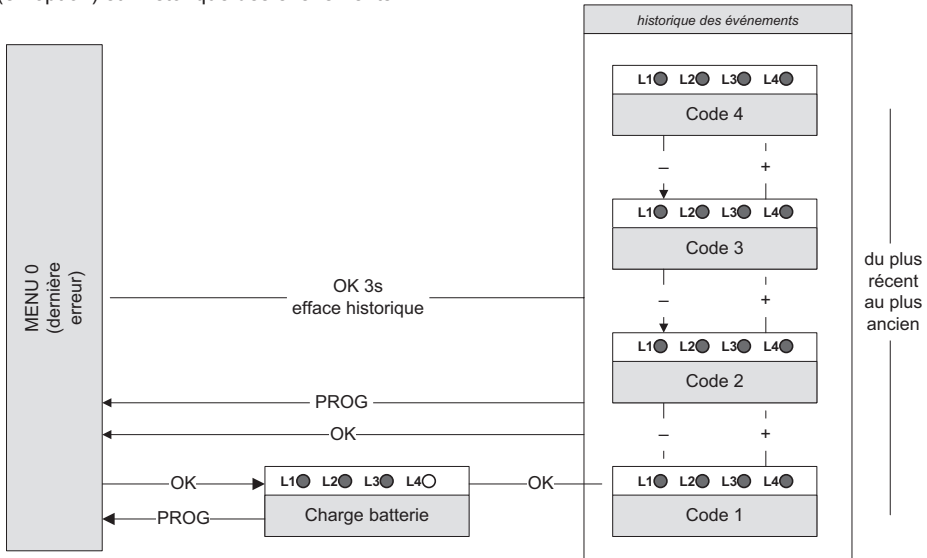 historique des événements
L1 L2 L3 L4
Code 4
– +
L1 L2 L3 L4
Code 3
– +
L1 L2 L3 L4
Code 2
– +
L1 L2 L3 L4
Code 1
du plus
récent
au plus
ancien
MENU 0
(dernière
erreur)
OK 3s
efface historique
PROG
OK
OK
L1 L2 L3 L4
Charge batterie
OK
PROG